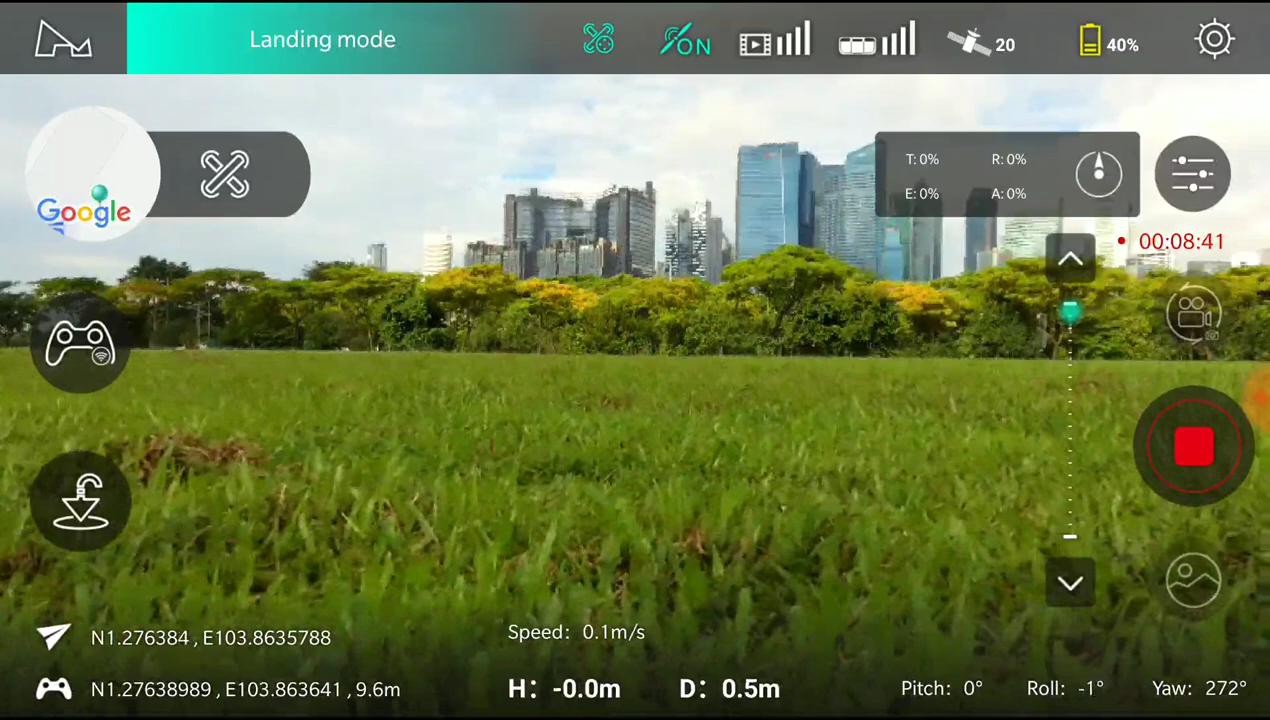 Landing mode
ON
20
40%
Google
T: 0%
R: 0%
E: 0%
A: 0%
00:08:41
N1.276384 , E103.8635788
Speed: 0.1m/s
N1.27638989 , E103.863641 , 9.6m
H: -0.0m
D: 0.5m
Pitch: 0°
Roll: -1°
Yaw: 272°